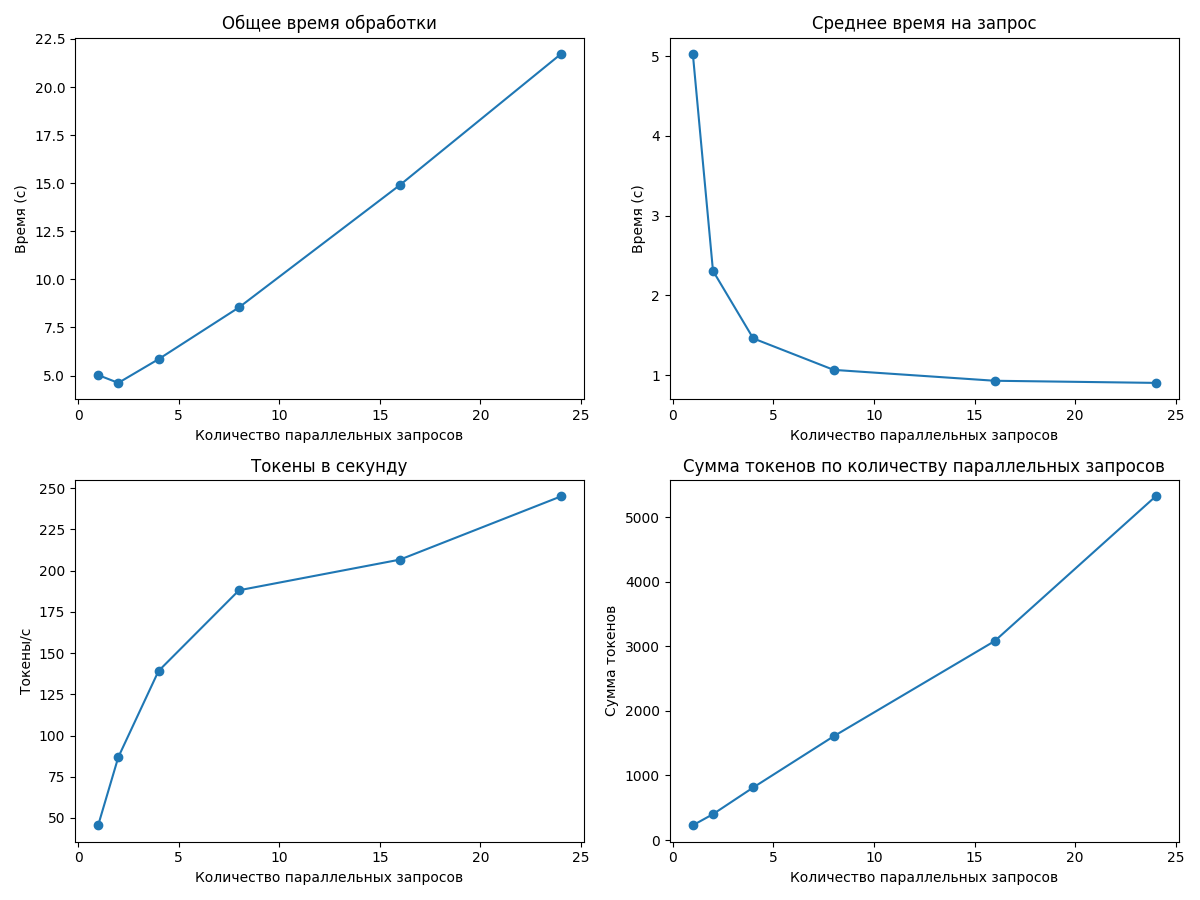 Общее время обработки
22.5
20.0
17.5
15.0
12.5
10.0
7.5
5.0
Время (с)
0 5 10 15 20 25
Количество параллельных запросов
Среднее время на запрос
5
4
3
2
1
Время (с)
0 5 10 15 20 25
Количество параллельных запросов
Токены в секунду
250
225
200
175
150
125
100
75
50
Токены/с
0 5 10 15 20 25
Количество параллельных запросов
Сумма токенов по количеству параллельных запросов
5000
4000
3000
2000
1000
0
Сумма токенов
0 5 10 15 20 25
Количество параллельных запросов